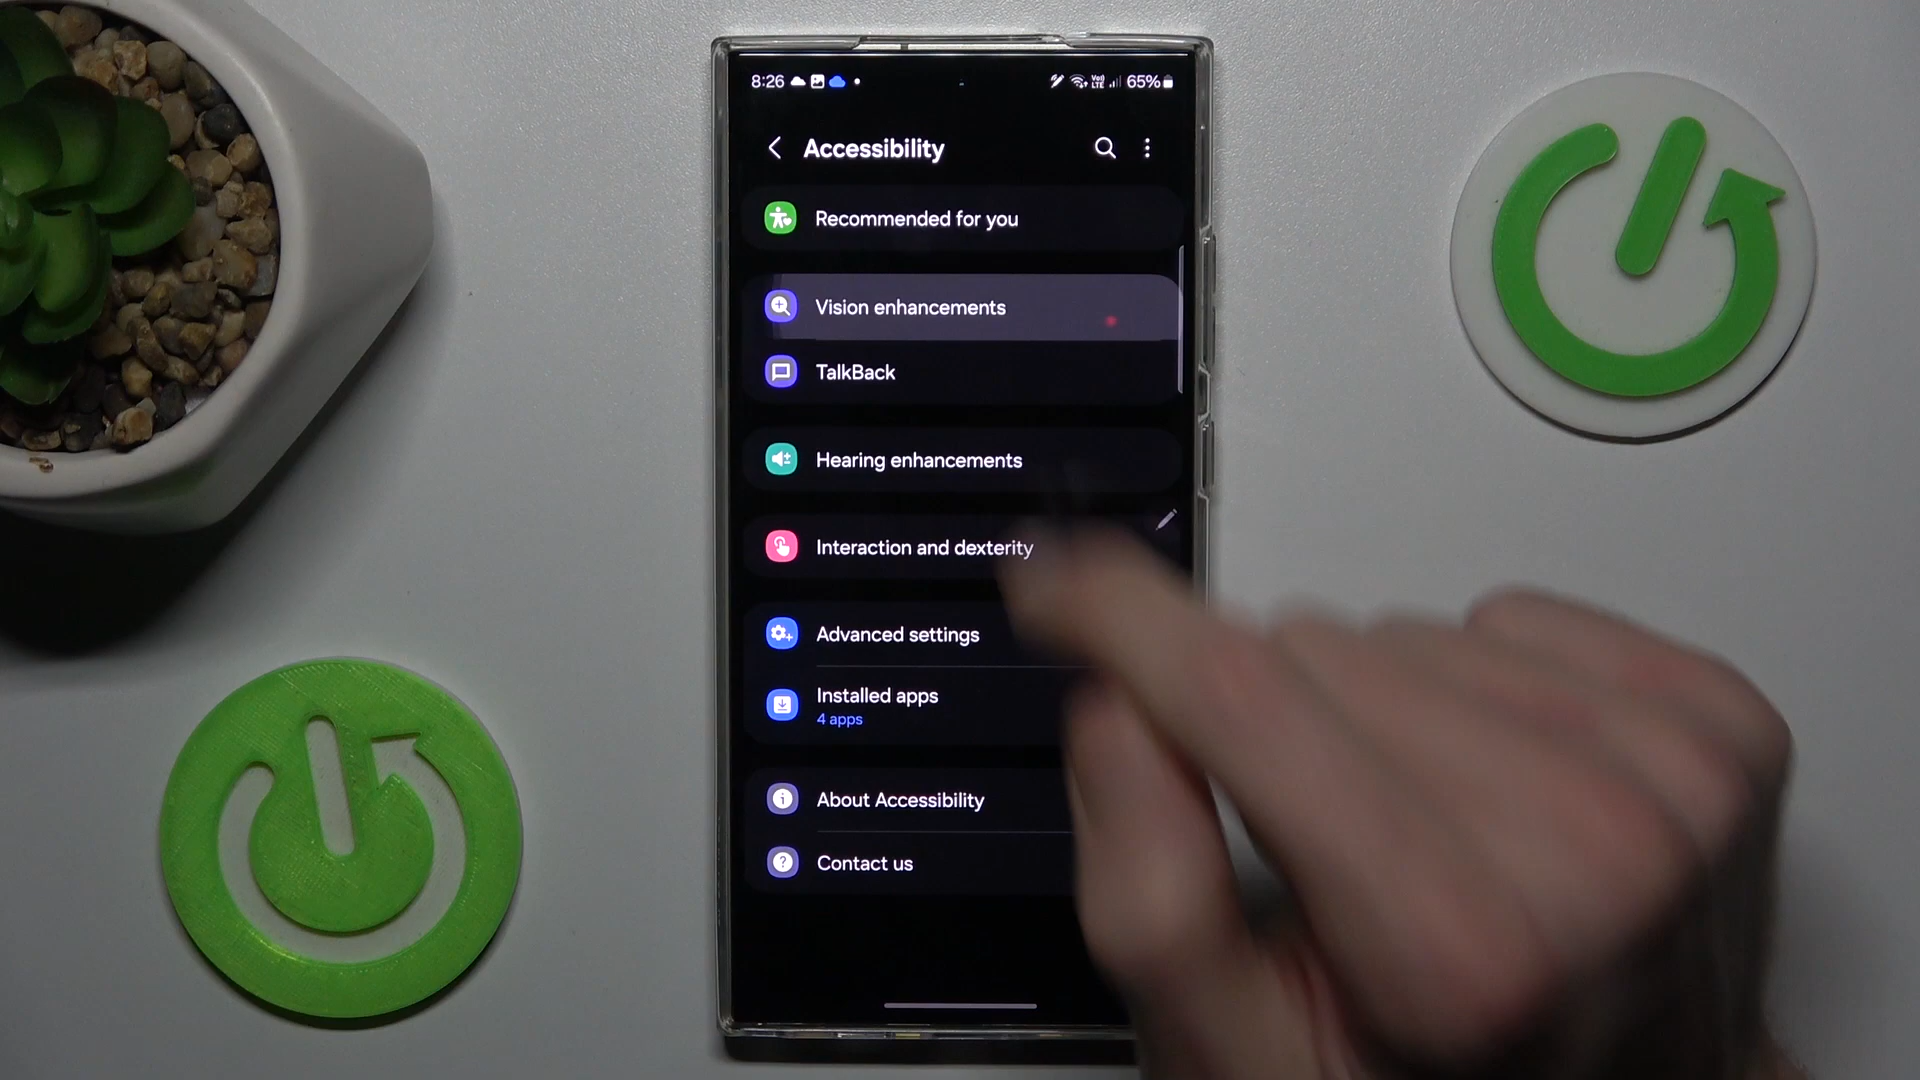 8:26 65%
Accessibility
Recommended for you
Vision enhancements
TalkBack
Hearing enhancements
Interaction and dexterity
Advanced settings
Installed apps
4 apps
About Accessibility
Contact us